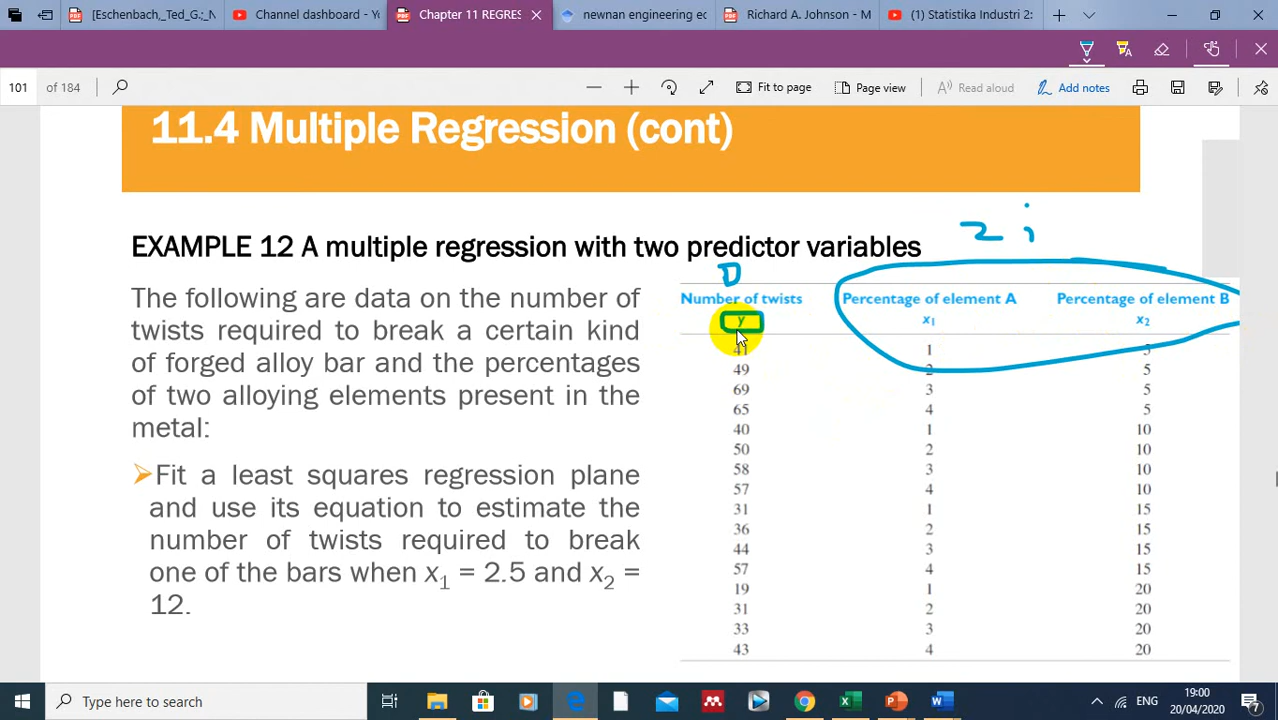 [Eschenbach,_Ted_G.;_N
Channel dashboard - Yo
Chapter 11 REGRES:
newnan engineering ec
Richard A. Johnson - M
(1) Statistika Industri 2:
101 of 184
Fit to page
Page view
Read aloud
Add notes
11.4 Multiple Regression (cont)
2 i
EXAMPLE 12 A multiple regression with two predictor variables
D
The following are data on the number of
twists required to break a certain kind
of forged alloy bar and the percentages
of two alloying elements present in the
metal:
Fit a least squares regression plane
and use its equation to estimate the
number of twists required to break
one of the bars when x1 = 2.5 and x2 =
12.
Number of twists Percentage of element A Percentage of element B
y x1 x2
41 1 5
49 2 5
69 3 5
65 4 5
40 1 10
50 2 10
58 3 10
57 4 10
31 1 15
36 2 15
44 3 15
57 4 15
19 1 20
31 2 20
33 3 20
43 4 20
Type here to search
ENG
19:00
20/04/2020
7